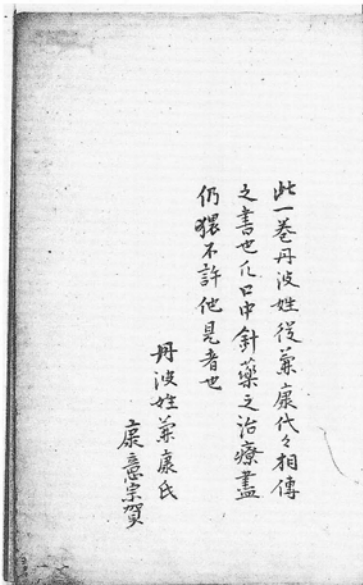 此一巻丹波姓従兼康代々相傳
之書也凡口中針藥之治療盡
仍猥不許他見者也
丹波姓兼康氏
康意宗賀